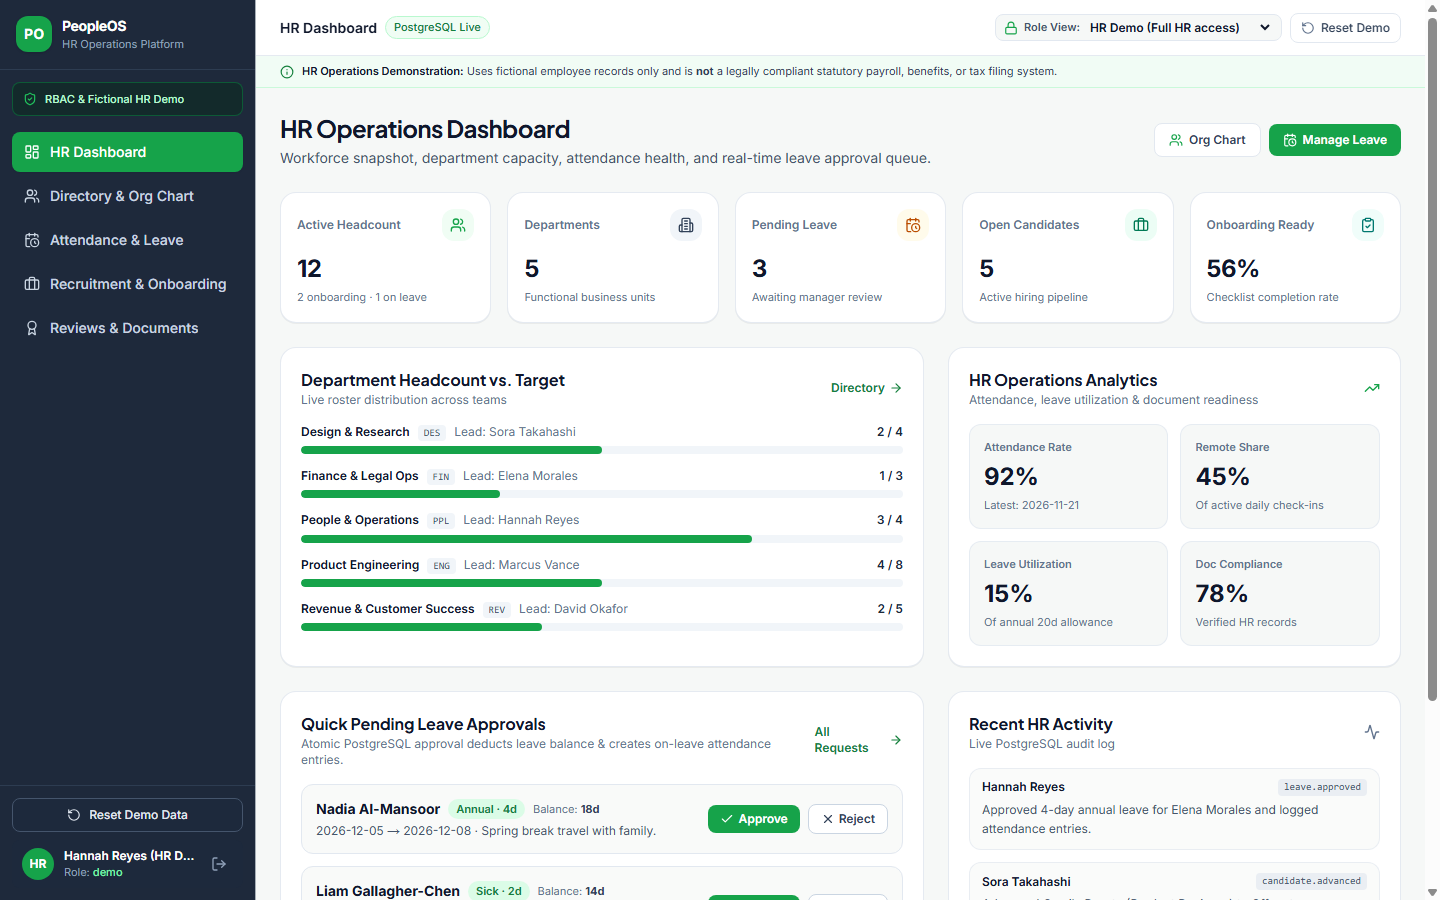 PO
PeopleOS
HR Operations Platform
RBAC & Fictional HR Demo
HR Dashboard
Directory & Org Chart
Attendance & Leave
Recruitment & Onboarding
Reviews & Documents
Reset Demo Data
HR
Hannah Reyes (HR D...
Role: demo
HR Dashboard
PostgreSQL Live
Role View: HR Demo (Full HR access)
Reset Demo
HR Operations Demonstration: Uses fictional employee records only and is not a legally compliant statutory payroll, benefits, or tax filing system.
HR Operations Dashboard
Workforce snapshot, department capacity, attendance health, and real-time leave approval queue.
Org Chart
Manage Leave
Active Headcount
12
2 onboarding · 1 on leave
Departments
5
Functional business units
Pending Leave
3
Awaiting manager review
Open Candidates
5
Active hiring pipeline
Onboarding Ready
56%
Checklist completion rate
Department Headcount vs. Target
Live roster distribution across teams
Directory →
Design & Research DES Lead: Sora Takahashi 2 / 4
Finance & Legal Ops FIN Lead: Elena Morales 1 / 3
People & Operations PPL Lead: Hannah Reyes 3 / 4
Product Engineering ENG Lead: Marcus Vance 4 / 8
Revenue & Customer Success REV Lead: David Okafor 2 / 5
HR Operations Analytics
Attendance, leave utilization & document readiness
Attendance Rate
92%
Latest: 2026-11-21
Remote Share
45%
Of active daily check-ins
Leave Utilization
15%
Of annual 20d allowance
Doc Compliance
78%
Verified HR records
Quick Pending Leave Approvals
Atomic PostgreSQL approval deducts leave balance & creates on-leave attendance
entries.
All
Requests →
Nadia Al-Mansoor Annual · 4d Balance: 18d
2026-12-05 → 2026-12-08 · Spring break travel with family.
Approve
Reject
Liam Gallagher-Chen Sick · 2d Balance: 14d
Recent HR Activity
Live PostgreSQL audit log
Hannah Reyes leave.approved
Approved 4-day annual leave for Elena Morales and logged
attendance entries.
Sora Takahashi candidate.advanced